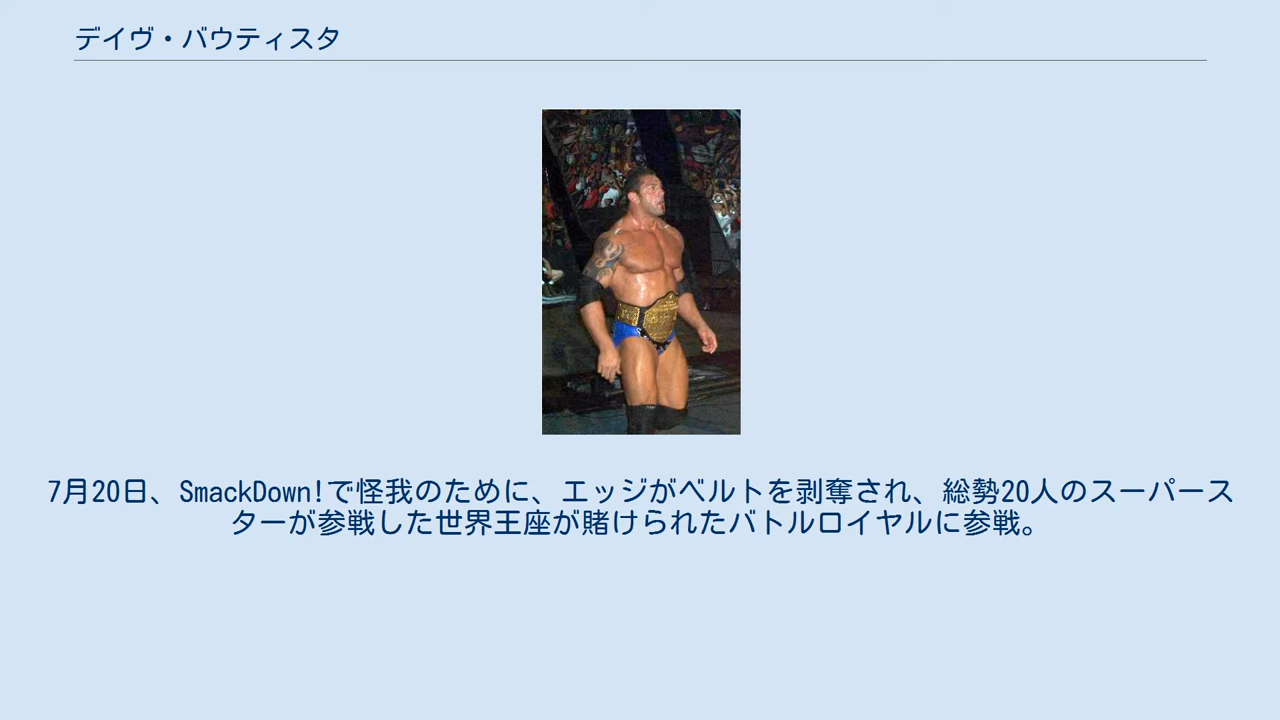 デイヴ・バウティスタ
7月20日、SmackDown!で怪我のために、エッジがベルトを剥奪され、総勢20人のスーパース
ターが参戦した世界王座が賭けられたバトルロイヤルに参戦。